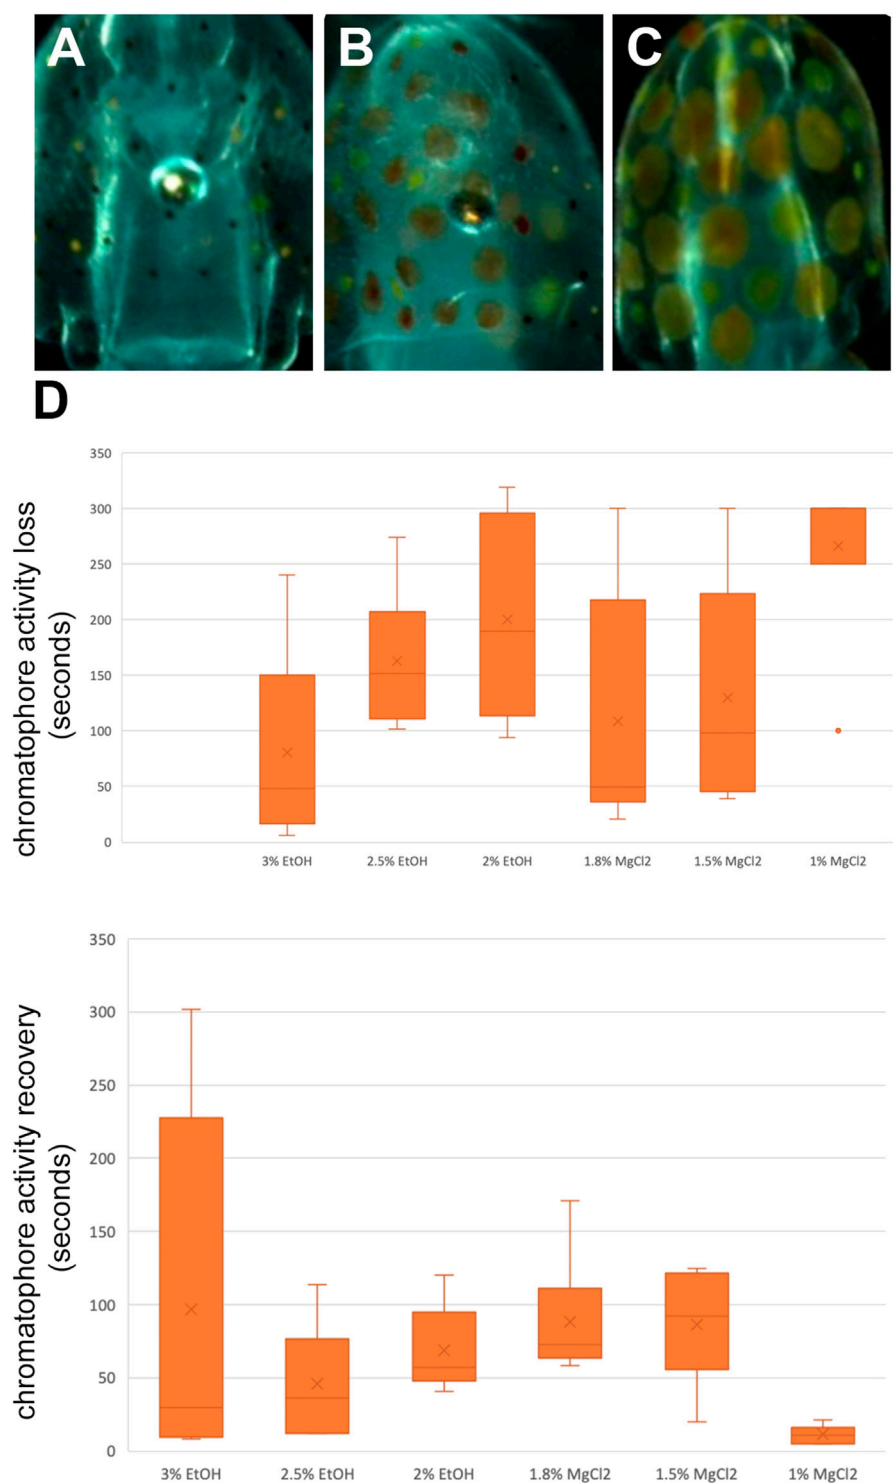 A
B
C
D
chromatophore activity loss
(seconds)
350
300
250
200
150
100
50
0
3% EtOH
2.5% EtOH
2% EtOH
1.8% MgCl2
1.5% MgCl2
1% MgCl2
chromatophore activity recovery
(seconds)
350
300
250
200
150
100
50
0
3% EtOH
2.5% EtOH
2% EtOH
1.8% MgCl2
1.5% MgCl2
1% MgCl2